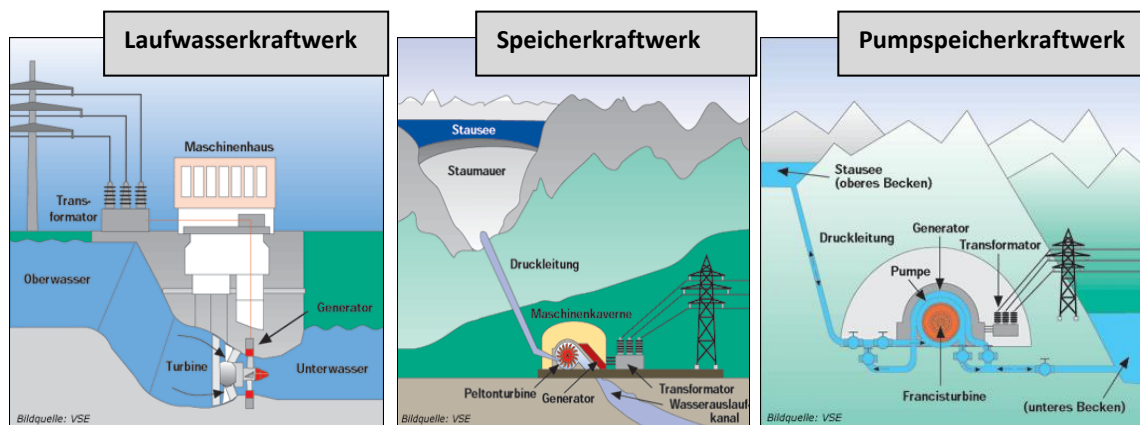 Laufwasserkraftwerk
Maschinenhaus
Trans-
formator
Oberwasser
Generator
Turbine
Unterwasser
Bildquelle: VSE
Speicherkraftwerk
Stausee
Staumauer
Druckleitung
Maschinenkaverne
Peltonturbine
Generator
Transformator
Wasserauslauf-
kanal
Bildquelle: VSE
Pumpspeicherkraftwerk
Stausee
(oberes Becken)
Generator
Druckleitung
Transformator
Pumpe
Francisturbine
(unteres Becken)
Bildquelle: VSE